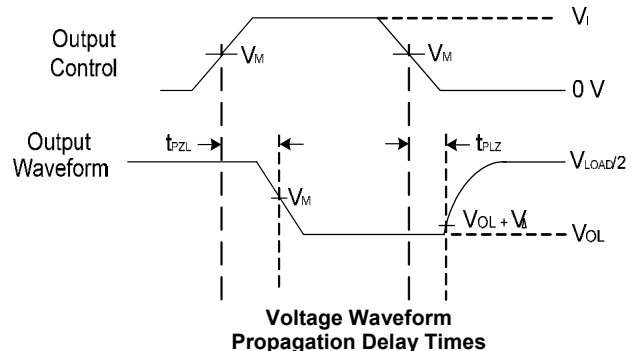 Output
Control
VM
VM
VI
0 V
Output
Waveform
tPZL
tPLZ
VLOAD/2
VM
VOL + VΔ
VOL
Voltage Waveform
Propagation Delay Times